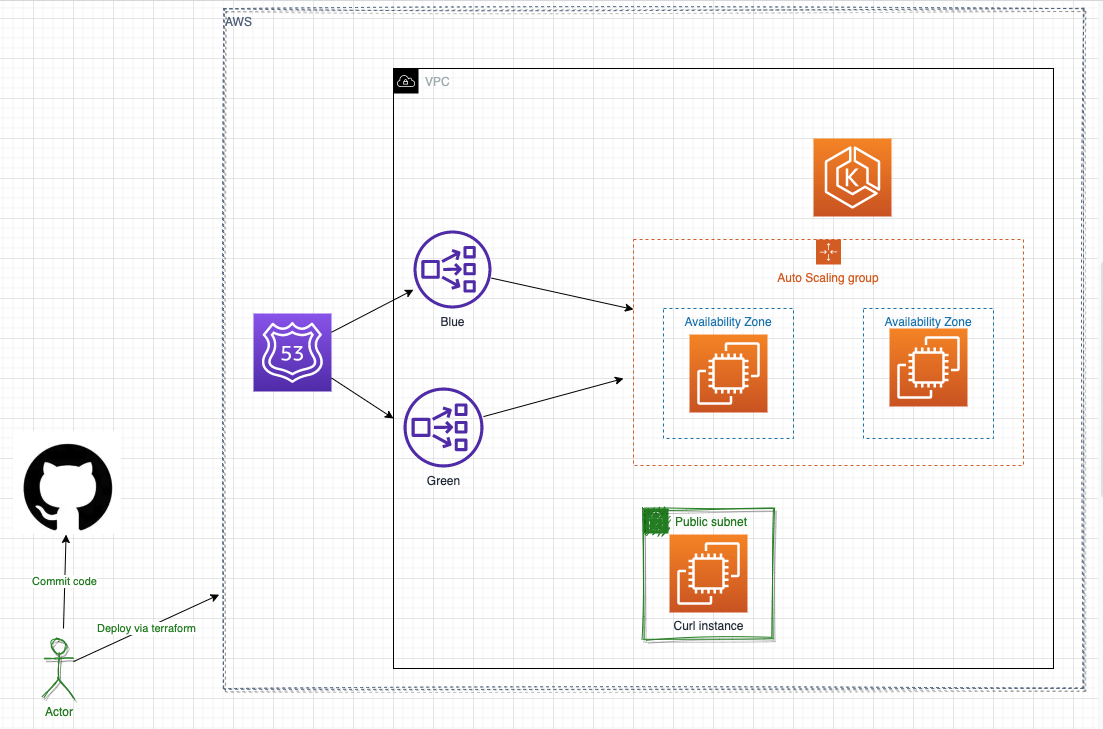 AWS
VPC
K
Auto Scaling group
Availability Zone
Availability Zone
Blue
53
Green
Public subnet
Curl instance
Commit code
Deploy via terraform
Actor